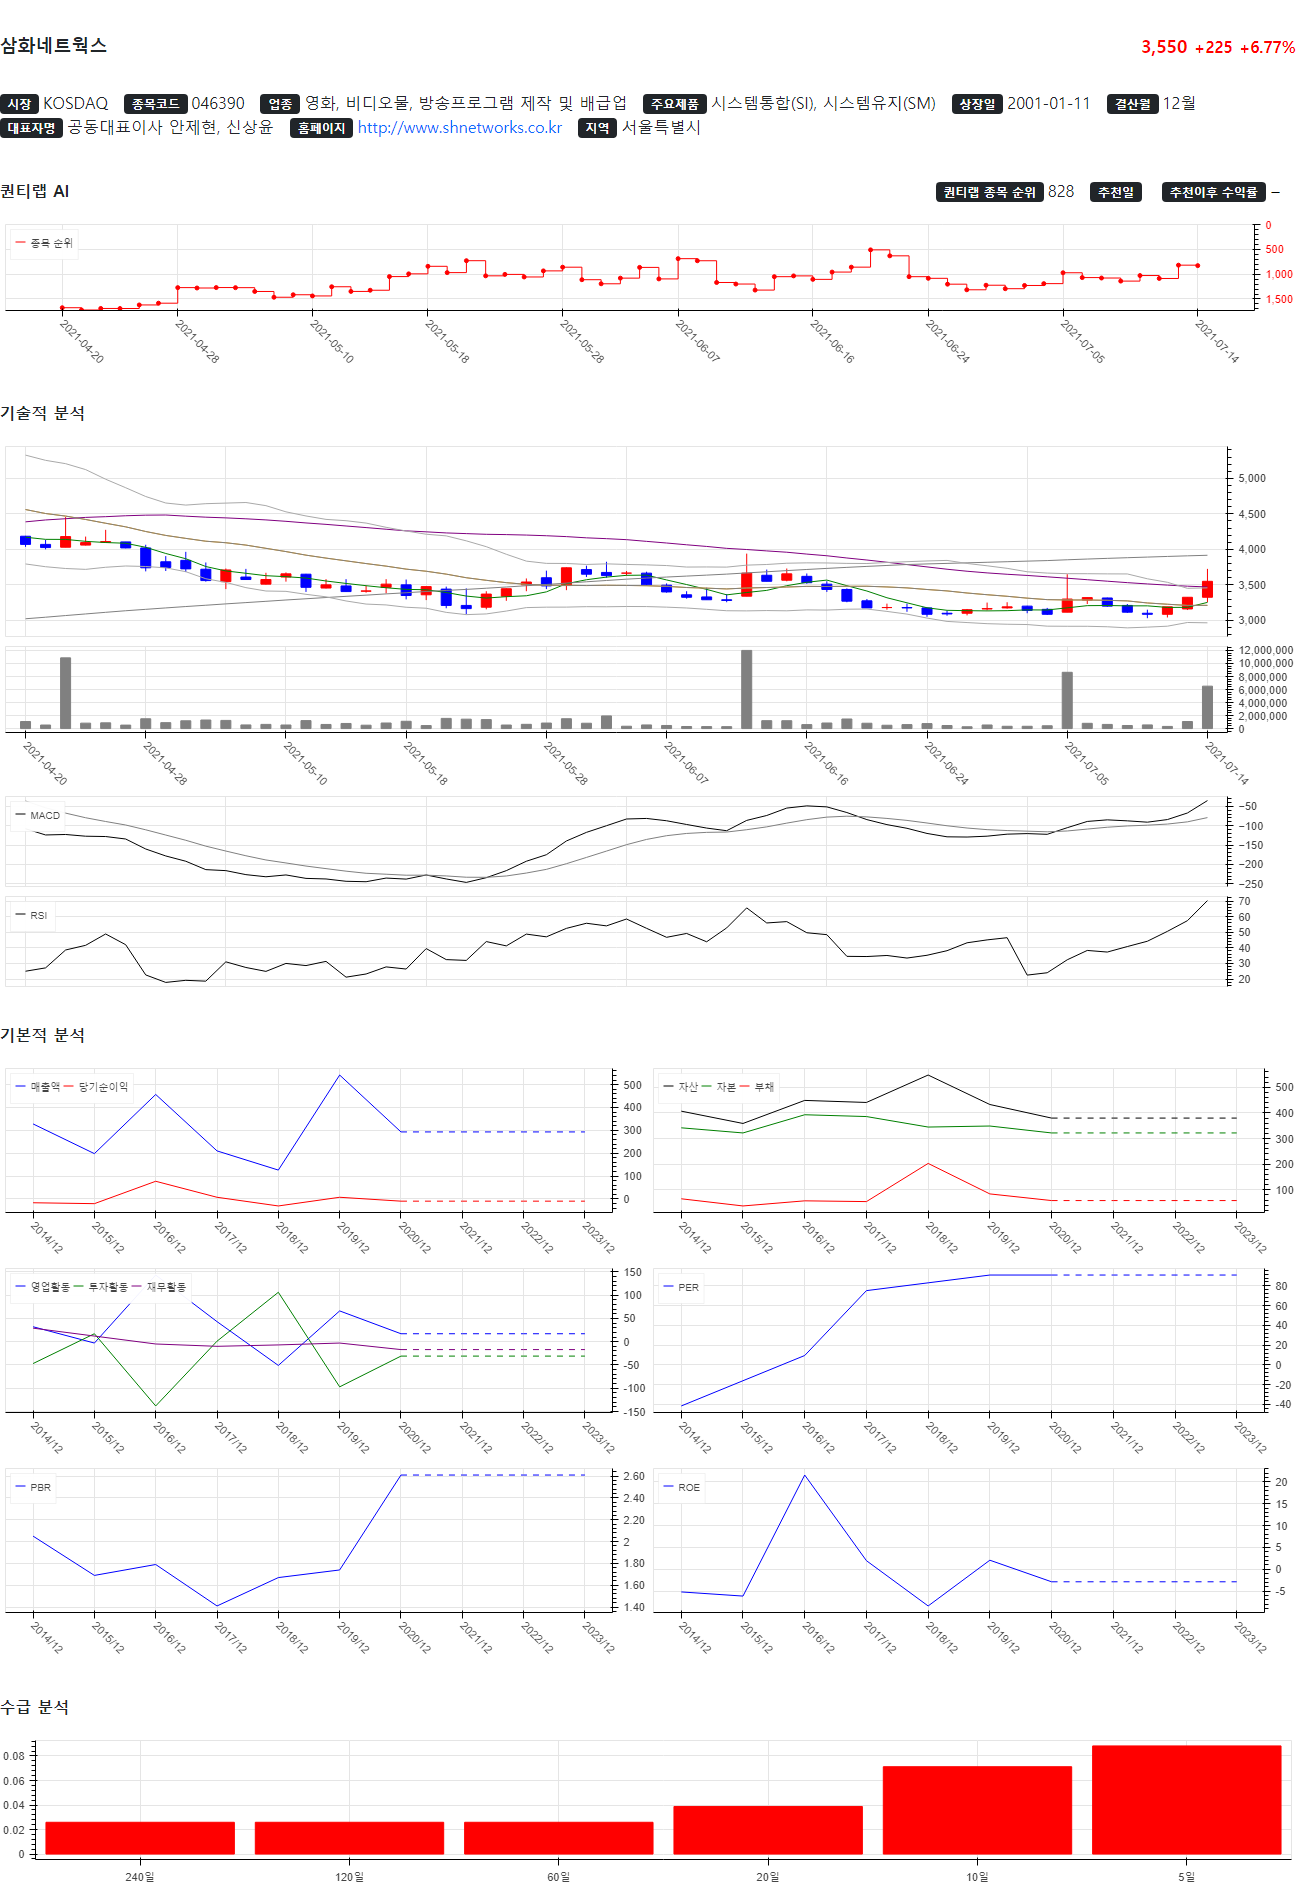 삼화네트웍스
3,550 +225 +6.77%
시장 KOSDAQ 종목코드 046390 업종 영화, 비디오물, 방송프로그램 제작 및 배급업 주요제품 시스템통합(SI), 시스템유지(SM) 상장일 2001-01-11 결산월 12월
대표자명 공동대표이사 안제현, 신상윤 홈페이지 http://www.shnetworks.co.kr 지역 서울특별시
퀀티랩 AI
퀀티랩 종목 순위 828 추천일 추천이후 수익률 –
종목 순위
0
500
1,000
1,500
2021-04-20 2021-04-28 2021-05-10 2021-05-18 2021-05-28 2021-06-07 2021-06-16 2021-06-24 2021-07-05 2021-07-14
기술적 분석
5,000
4,500
4,000
3,500
3,000
12,000,000
10,000,000
8,000,000
6,000,000
4,000,000
2,000,000
0
2021-04-20 2021-04-28 2021-05-10 2021-05-18 2021-05-28 2021-06-07 2021-06-16 2021-06-24 2021-07-05 2021-07-14
MACD
−50
−100
−150
−200
−250
RSI
70
60
50
40
30
20
기본적 분석
매출액 당기순이익
500
400
300
200
100
0
2014/12 2015/12 2016/12 2017/12 2018/12 2019/12 2020/12 2021/12 2022/12 2023/12
자산 자본 부채
500
400
300
200
100
2014/12 2015/12 2016/12 2017/12 2018/12 2019/12 2020/12 2021/12 2022/12 2023/12
영업활동 투자활동 재무활동
150
100
50
0
-50
-100
-150
2014/12 2015/12 2016/12 2017/12 2018/12 2019/12 2020/12 2021/12 2022/12 2023/12
PER
80
60
40
20
0
-20
-40
2014/12 2015/12 2016/12 2017/12 2018/12 2019/12 2020/12 2021/12 2022/12 2023/12
PBR
2.60
2.40
2.20
2
1.80
1.60
1.40
2014/12 2015/12 2016/12 2017/12 2018/12 2019/12 2020/12 2021/12 2022/12 2023/12
ROE
20
15
10
5
0
-5
2014/12 2015/12 2016/12 2017/12 2018/12 2019/12 2020/12 2021/12 2022/12 2023/12
수급 분석
0.08
0.06
0.04
0.02
0
240일 120일 60일 20일 10일 5일